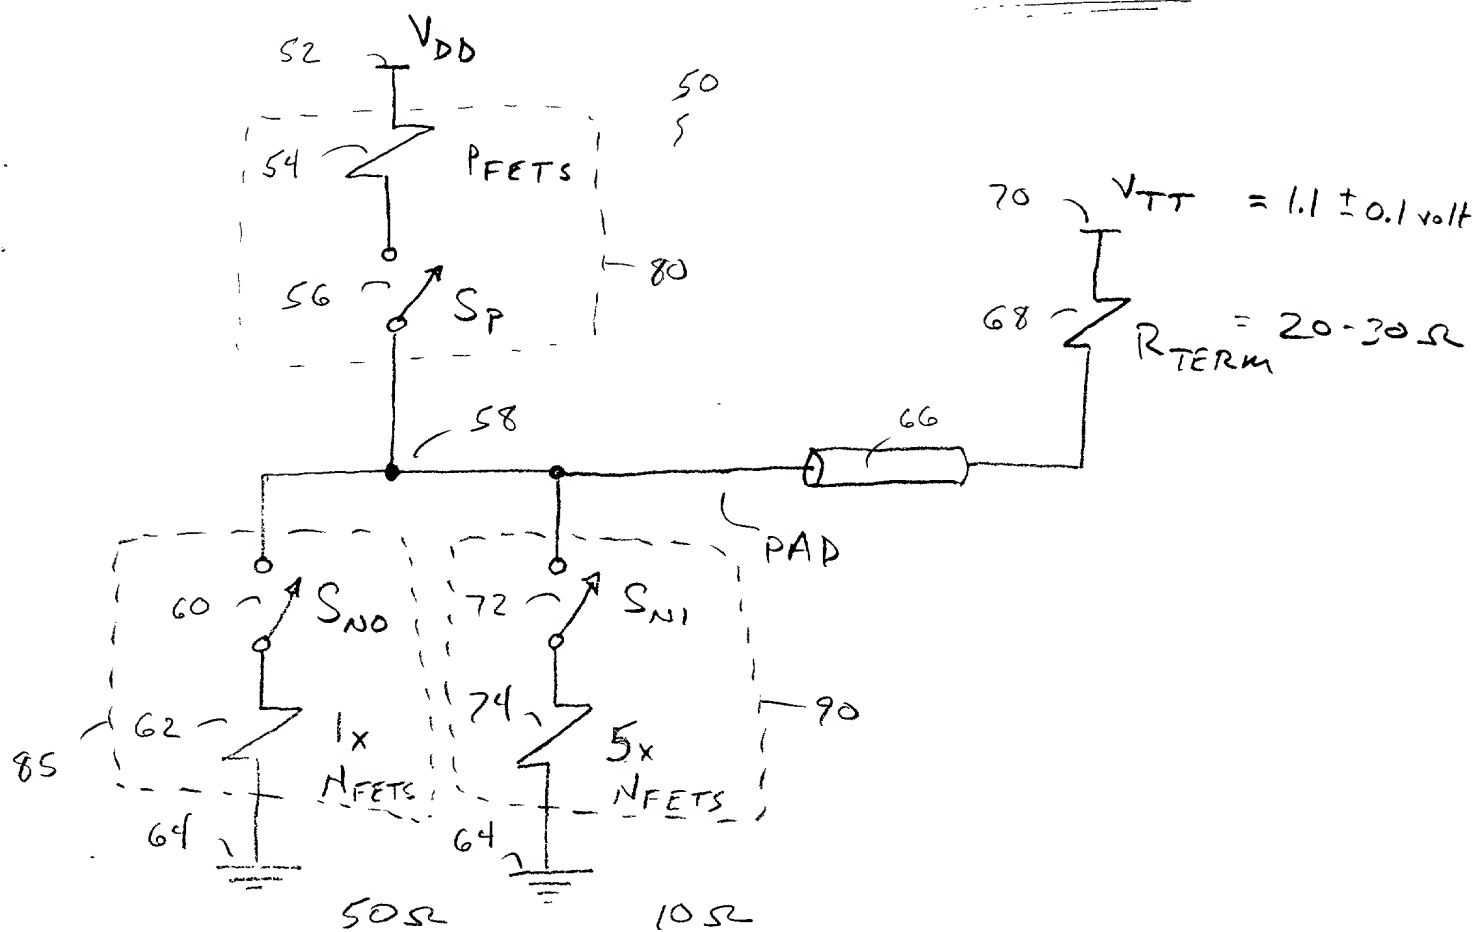 52 VDD
50
54 PFETS
70 VTT = 1.1 ± 0.1 volt
56 SP
80
68 RTERM = 20-30 Ω
58
66
PAD
60 SN0
72 SN1
62 1x NFETS
74 5x NFETS
90
85
64
64
50Ω
10Ω